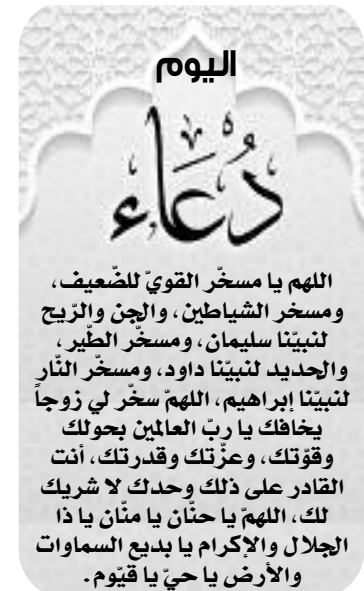 اليوم
دُعَاء
اللهم يا مسخّر القويّ للضّعيف،
ومسخر الشياطين، والجن والرّيح
لنبيّنا سليمان، ومسخّر الطّير،
والحديد لنبيّنا داود، ومسخّر النّار
لنبيّنا إبراهيم، اللهمّ سخّر لي زوجاً
يخافك يا ربّ العالمين بحولك
وقوّتك، وعزّتك وقدرتك، أنت
القادر على ذلك وحدك لا شريك
لك، اللهمّ يا حنّان يا منّان يا ذا
الجلال والإكرام يا بديع السماوات
والأرض يا حيّ يا قيّوم.